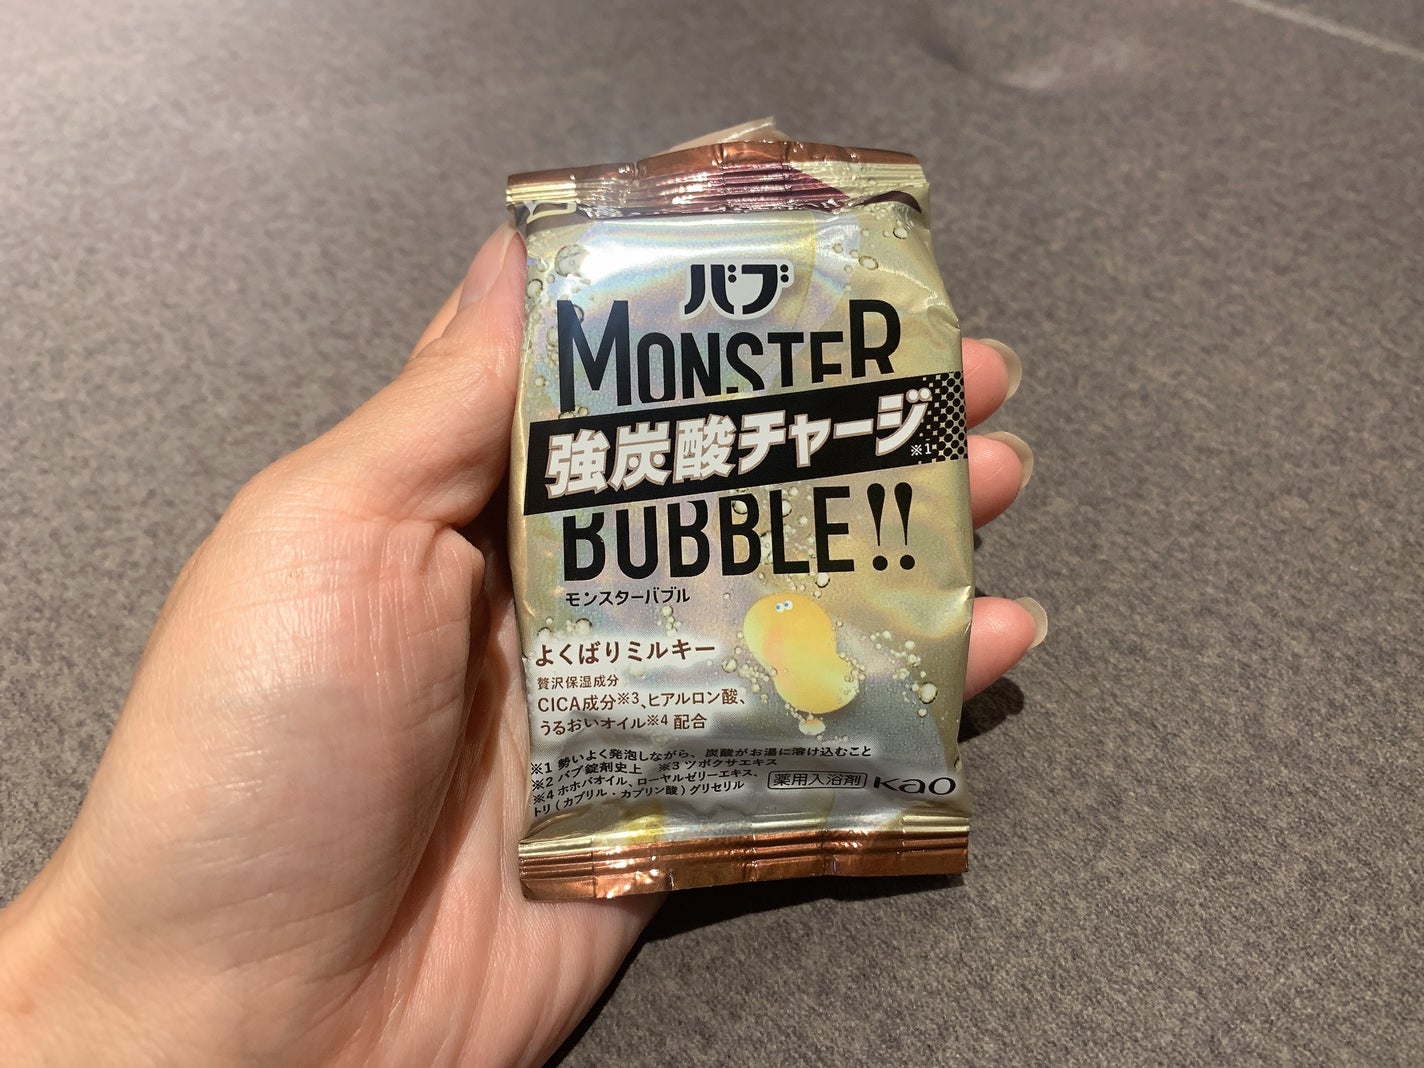 バブ
MONSTER
強炭酸チャージ※1
BUBBLE!!
モンスターバブル
よくばりミルキー
贅沢保湿成分
CICA成分※3、ヒアルロン酸、
うるおいオイル※4 配合
※1 勢いよく発泡しながら、炭酸がお湯に溶け込むこと
※2 バブ錠剤史上 ※3 ツボクサエキス
※4 ホホバオイル、ローヤルゼリーエキス、
トリ(カプリル・カプリン酸)グリセリル
薬用入浴剤 Kao